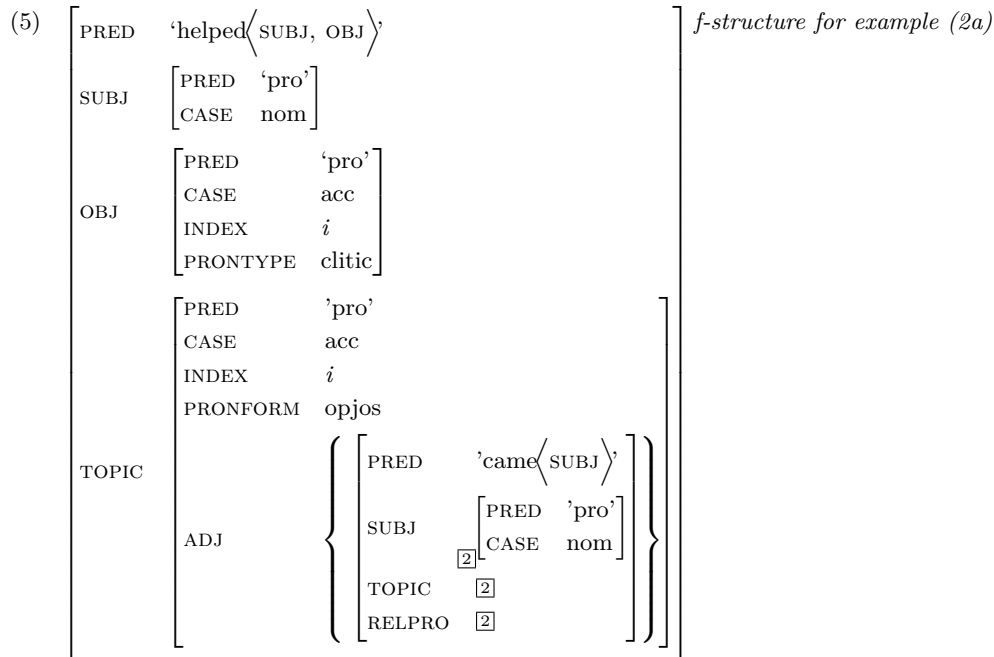 (5) PRED ‘helped⟨SUBJ, OBJ⟩’ f-structure for example (2a)
SUBJ PRED ‘pro’
CASE nom
OBJ PRED ‘pro’
CASE acc
INDEX i
PRONTYPE clitic
TOPIC PRED ’pro’
CASE acc
INDEX i
PRONFORM opjos
ADJ PRED ’came⟨SUBJ⟩’
SUBJ 2 PRED ’pro’
CASE nom
TOPIC 2
RELPRO 2